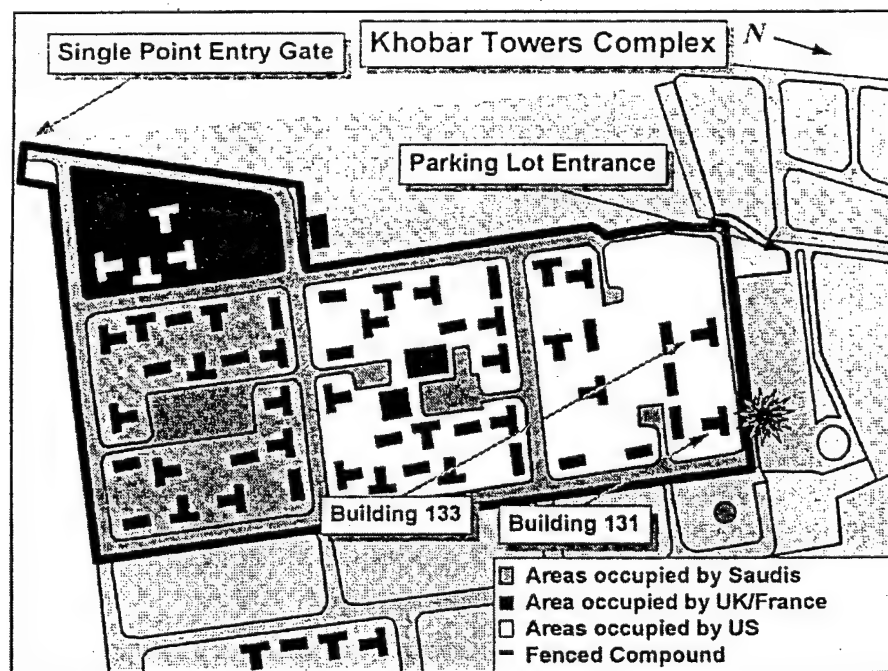 Single Point Entry Gate
Khobar Towers Complex
N
Parking Lot Entrance
Building 133
Building 131
Areas occupied by Saudis
Area occupied by UK/France
Areas occupied by US
Fenced Compound